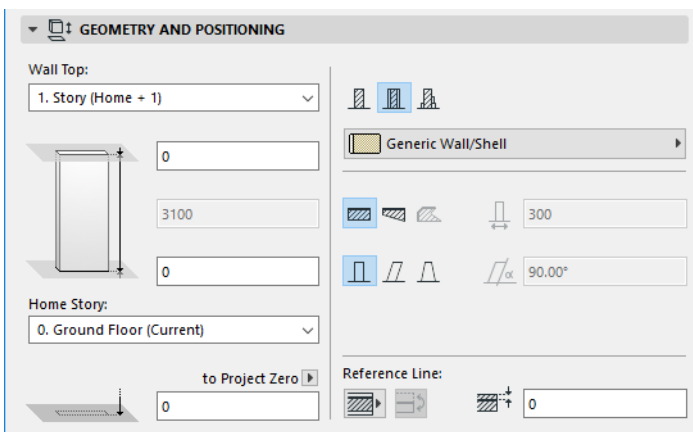 GEOMETRY AND POSITIONING
Wall Top:
1. Story (Home + 1)
0
3100
0
Home Story:
0. Ground Floor (Current)
to Project Zero
0
Generic Wall/Shell
300
α 90.00°
Reference Line:
0